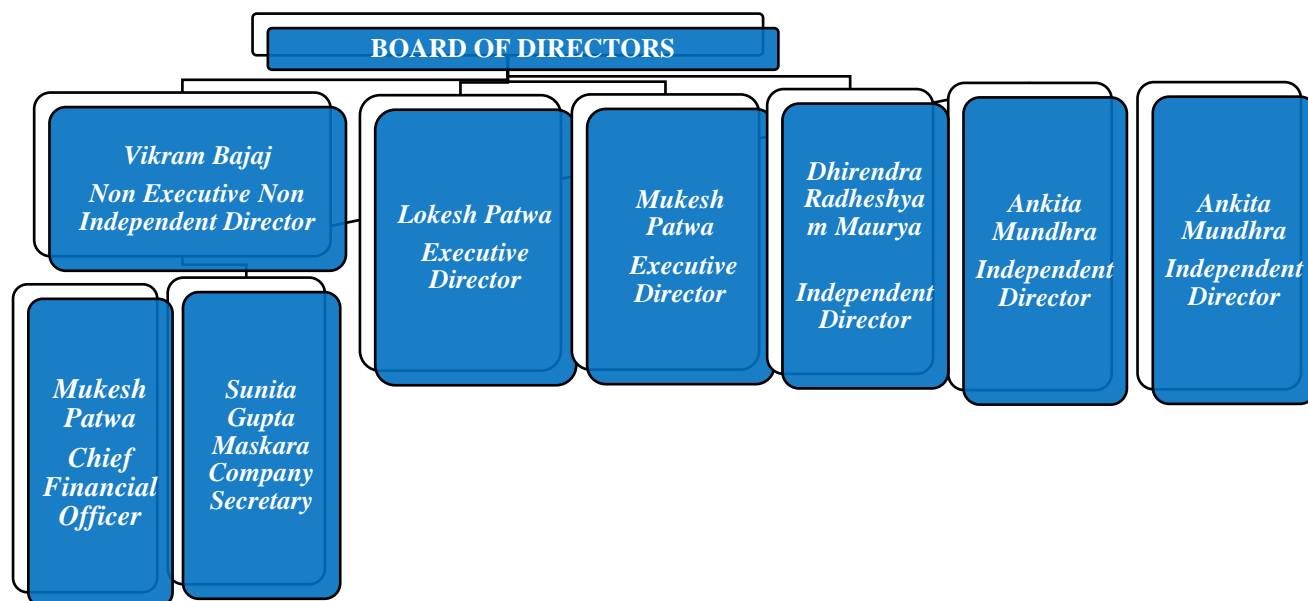 BOARD OF DIRECTORS
Vikram Bajaj
Non Executive Non
Independent Director
Lokesh Patwa
Executive
Director
Mukesh
Patwa
Executive
Director
Dhirendra
Radheshya
m Maurya
Independent
Director
Ankita
Mundhra
Independent
Director
Ankita
Mundhra
Independent
Director
Mukesh
Patwa
Chief
Financial
Officer
Sunita
Gupta
Maskara
Company
Secretary